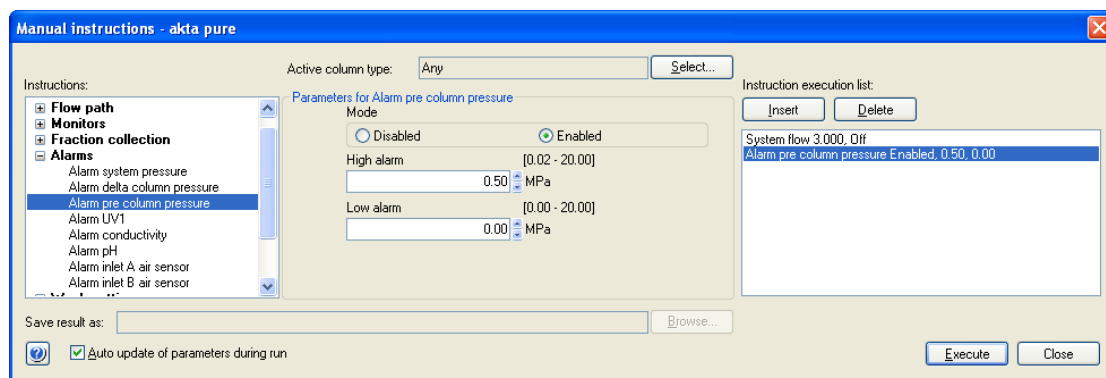 Manual instructions - akta pure
Active column type: Any Select...
Instructions:
Flow path
Monitors
Fraction collection
Alarms
Alarm system pressure
Alarm delta column pressure
Alarm pre column pressure
Alarm UV1
Alarm conductivity
Alarm pH
Alarm inlet A air sensor
Alarm inlet B air sensor
Parameters for Alarm pre column pressure
Mode
Disabled Enabled
High alarm [0.02 - 20.00]
0.50 MPa
Low alarm [0.00 - 20.00]
0.00 MPa
Instruction execution list:
Insert Delete
System flow 3.000, Off
Alarm pre column pressure Enabled, 0.50, 0.00
Save result as: Browse...
Auto update of parameters during run
Execute Close